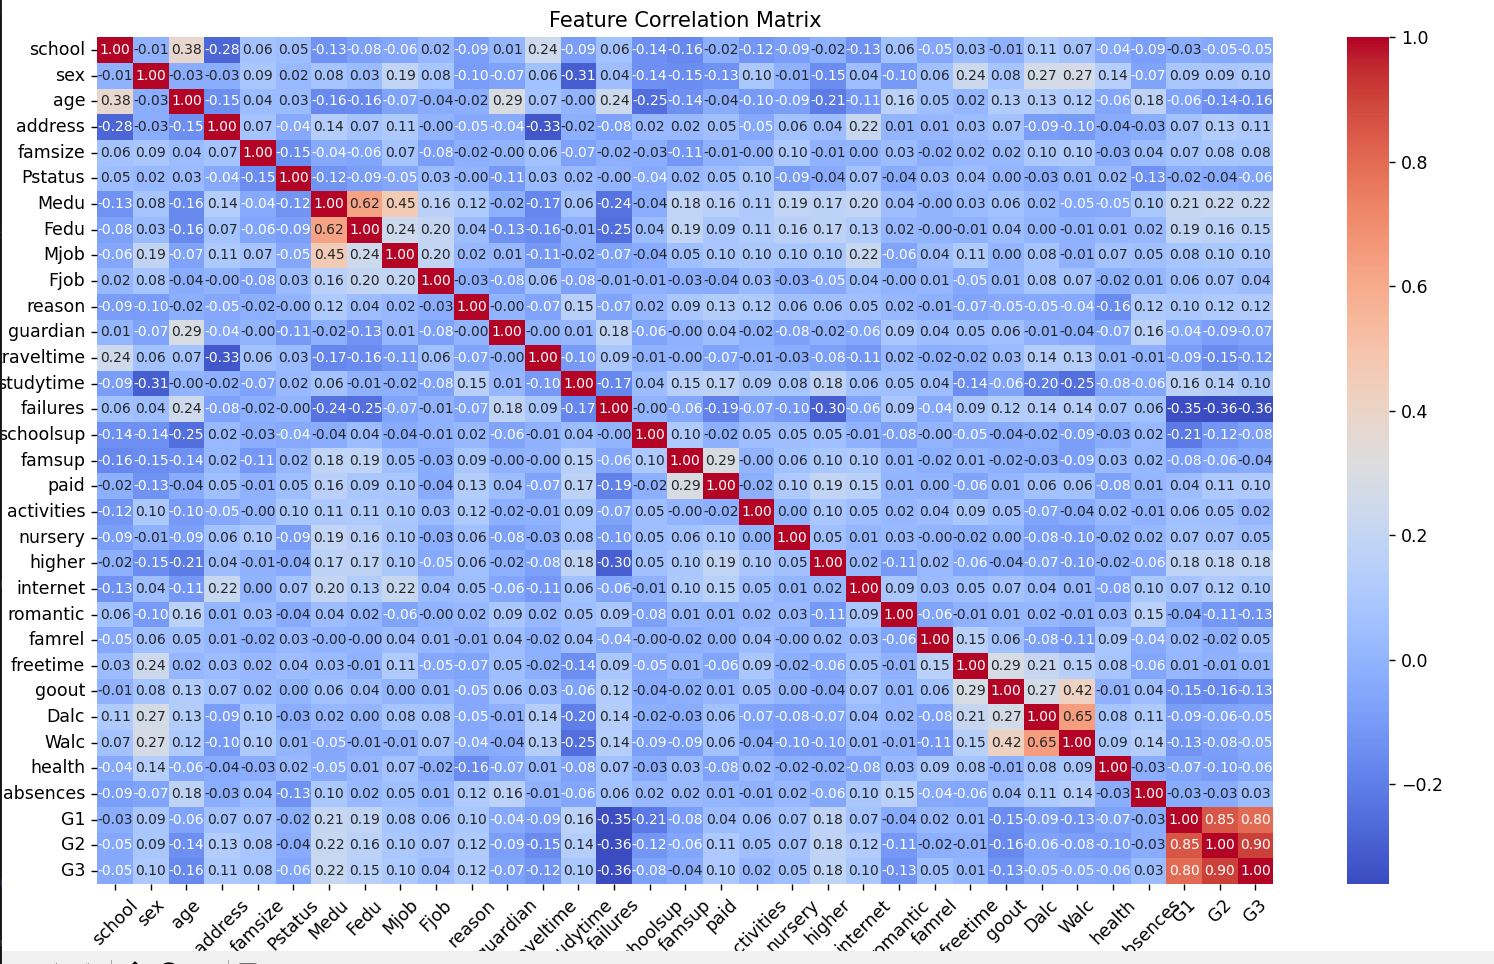 Feature Correlation Matrix
school 1.00 -0.01 0.38 -0.28 0.06 0.05 -0.13 -0.08 -0.06 0.02 -0.09 0.01 0.24 -0.09 0.06 -0.14 -0.16 -0.02 -0.12 -0.09 -0.02 -0.13 0.06 -0.05 0.03 -0.01 0.11 0.07 -0.04 -0.09 -0.03 -0.05 -0.05
sex -0.01 1.00 -0.03 -0.03 0.09 0.02 0.08 0.03 0.19 0.08 -0.10 -0.07 0.06 -0.31 0.04 -0.14 -0.15 -0.13 0.10 -0.01 -0.15 0.04 -0.10 0.06 0.24 0.08 0.27 0.27 0.14 -0.07 0.09 0.09 0.10
age 0.38 -0.03 1.00 -0.15 0.04 0.03 -0.16 -0.16 -0.07 -0.04 -0.02 0.29 0.07 -0.00 0.24 -0.25 -0.14 -0.04 -0.10 -0.09 -0.21 -0.11 0.16 0.05 0.02 0.13 0.13 0.12 -0.06 0.18 -0.06 -0.14 -0.16
address -0.28 -0.03 -0.15 1.00 0.07 -0.04 0.14 0.07 0.11 -0.00 -0.05 -0.04 -0.33 -0.02 -0.08 0.02 0.02 0.05 -0.05 0.06 0.04 0.22 0.01 0.01 0.03 0.07 -0.09 -0.10 -0.04 -0.03 0.07 0.13 0.11
famsize 0.06 0.09 0.04 0.07 1.00 -0.15 -0.04 -0.06 0.07 -0.08 -0.02 -0.00 0.06 -0.07 -0.02 -0.03 -0.11 -0.01 -0.00 0.10 -0.01 0.00 0.03 -0.02 0.02 0.02 0.10 0.10 -0.03 0.04 0.07 0.08 0.08
Pstatus 0.05 0.02 0.03 -0.04 -0.15 1.00 -0.12 -0.09 -0.05 0.03 -0.00 -0.11 0.03 0.02 -0.00 -0.04 0.02 0.05 0.10 -0.09 -0.04 0.07 -0.04 0.03 0.04 0.00 -0.03 0.01 0.02 -0.13 -0.02 -0.04 -0.06
Medu -0.13 0.08 -0.16 0.14 -0.04 -0.12 1.00 0.62 0.45 0.16 0.12 -0.02 -0.17 0.06 -0.24 -0.04 0.18 0.16 0.11 0.19 0.17 0.20 0.04 -0.00 0.03 0.06 0.02 -0.05 -0.05 0.10 0.21 0.22 0.22
Fedu -0.08 0.03 -0.16 0.07 -0.06 -0.09 0.62 1.00 0.24 0.20 0.04 -0.13 -0.16 -0.01 -0.25 0.04 0.19 0.09 0.11 0.16 0.17 0.13 0.02 -0.00 -0.01 0.04 0.00 -0.01 0.01 0.02 0.19 0.16 0.15
Mjob -0.06 0.19 -0.07 0.11 0.07 -0.05 0.45 0.24 1.00 0.20 0.02 0.01 -0.11 -0.02 -0.07 -0.04 0.05 0.10 0.10 0.10 0.10 0.22 -0.06 0.04 0.11 0.00 0.08 -0.01 0.07 0.05 0.08 0.10 0.10
Fjob 0.02 0.08 -0.04 -0.00 -0.08 0.03 0.16 0.20 0.20 1.00 -0.03 -0.08 0.06 -0.08 -0.01 -0.01 -0.03 -0.04 0.03 -0.03 -0.05 0.04 -0.00 0.01 -0.05 0.01 0.08 0.07 -0.02 0.01 0.06 0.07 0.04
reason -0.09 -0.10 -0.02 -0.05 -0.02 -0.00 0.12 0.04 0.02 -0.03 1.00 -0.00 -0.07 0.15 -0.07 0.02 0.09 0.13 0.12 0.06 0.06 0.05 0.02 -0.01 -0.07 -0.05 -0.05 -0.04 -0.16 0.12 0.10 0.12 0.12
guardian 0.01 -0.07 0.29 -0.04 -0.00 -0.11 -0.02 -0.13 0.01 -0.08 -0.00 1.00 -0.00 0.01 0.18 -0.06 -0.00 0.04 -0.02 -0.08 -0.02 -0.06 0.09 0.04 0.05 0.06 -0.01 -0.04 -0.07 0.16 -0.04 -0.09 -0.07
raveltime 0.24 0.06 0.07 -0.33 0.06 0.03 -0.17 -0.16 -0.11 0.06 -0.07 -0.00 1.00 -0.10 0.09 -0.01 -0.00 -0.07 -0.01 -0.03 -0.08 -0.11 0.02 -0.02 -0.02 0.03 0.14 0.13 0.01 -0.01 -0.09 -0.15 -0.12
studytime -0.09 -0.31 -0.00 -0.02 -0.07 0.02 0.06 -0.01 -0.02 -0.08 0.15 0.01 -0.10 1.00 -0.17 0.04 0.15 0.17 0.09 0.08 0.18 0.06 0.05 0.04 -0.14 -0.06 -0.20 -0.25 -0.08 -0.06 0.16 0.14 0.10
failures 0.06 0.04 0.24 -0.08 -0.02 -0.00 -0.24 -0.25 -0.07 -0.01 -0.07 0.18 0.09 -0.17 1.00 -0.00 -0.06 -0.19 -0.07 -0.10 -0.30 -0.06 0.09 -0.04 0.09 0.12 0.14 0.14 0.07 0.06 -0.35 -0.36 -0.36
schoolsup -0.14 -0.14 -0.25 0.02 -0.03 -0.04 -0.04 0.04 -0.04 -0.01 0.02 -0.06 -0.01 0.04 -0.00 1.00 0.10 -0.02 0.05 0.05 0.05 -0.01 -0.08 -0.00 -0.05 -0.04 -0.02 -0.09 -0.03 0.02 -0.21 -0.12 -0.08
famsup -0.16 -0.15 -0.14 0.02 -0.11 0.02 0.18 0.19 0.05 -0.03 0.09 -0.00 -0.00 0.15 -0.06 0.10 1.00 0.29 -0.00 0.06 0.10 0.10 0.01 -0.02 0.01 -0.02 -0.03 -0.09 0.03 0.02 -0.08 -0.06 -0.04
paid -0.02 -0.13 -0.04 0.05 -0.01 0.05 0.16 0.09 0.10 -0.04 0.13 0.04 -0.07 0.17 -0.19 -0.02 0.29 1.00 -0.02 0.10 0.19 0.15 0.01 0.00 -0.06 0.01 0.06 0.06 -0.08 0.01 0.04 0.11 0.10
activities -0.12 0.10 -0.10 -0.05 -0.00 0.10 0.11 0.11 0.10 0.03 0.12 -0.02 -0.01 0.09 -0.07 0.05 -0.00 -0.02 1.00 0.00 0.10 0.05 0.02 0.04 0.09 0.05 -0.07 -0.04 0.02 -0.01 0.06 0.05 0.02
nursery -0.09 -0.01 -0.09 0.06 0.10 -0.09 0.19 0.16 0.10 -0.03 0.06 -0.08 -0.03 0.08 -0.10 0.05 0.06 0.10 0.00 1.00 0.05 0.01 0.03 -0.00 -0.02 0.00 -0.08 -0.10 -0.02 0.02 0.07 0.07 0.05
higher -0.02 -0.15 -0.21 0.04 -0.01 -0.04 0.17 0.17 0.10 -0.05 0.06 -0.02 -0.08 0.18 -0.30 0.05 0.10 0.19 0.10 0.05 1.00 0.02 -0.11 0.02 -0.06 -0.04 -0.07 -0.10 -0.02 -0.06 0.18 0.18 0.18
internet -0.13 0.04 -0.11 0.22 0.00 0.07 0.20 0.13 0.22 0.04 0.05 -0.06 -0.11 0.06 -0.06 -0.01 0.10 0.15 0.05 0.01 0.02 1.00 0.09 0.03 0.05 0.07 0.04 0.01 -0.08 0.10 0.07 0.12 0.10
romantic 0.06 -0.10 0.16 0.01 0.03 -0.04 0.04 0.02 -0.06 -0.00 0.02 0.09 0.02 0.05 0.09 -0.08 0.01 0.01 0.02 0.03 -0.11 0.09 1.00 -0.06 -0.01 0.01 0.02 -0.01 0.03 0.15 -0.04 -0.11 -0.13
famrel -0.05 0.06 0.05 0.01 -0.02 0.03 -0.00 -0.00 0.04 0.01 -0.01 0.04 -0.02 0.04 -0.04 -0.00 -0.02 0.00 0.04 -0.00 0.02 0.03 -0.06 1.00 0.15 0.06 -0.08 -0.11 0.09 -0.04 0.02 -0.02 0.05
freetime 0.03 0.24 0.02 0.03 0.02 0.04 0.03 -0.01 0.11 -0.05 -0.07 0.05 -0.02 -0.14 0.09 -0.05 0.01 -0.06 0.09 -0.02 -0.06 0.05 -0.01 0.15 1.00 0.29 0.21 0.15 0.08 -0.06 0.01 -0.01 0.01
goout -0.01 0.08 0.13 0.07 0.02 0.00 0.06 0.04 0.00 0.01 -0.05 0.06 0.03 -0.06 0.12 -0.04 -0.02 0.01 0.05 0.00 -0.04 0.07 0.01 0.06 0.29 1.00 0.27 0.42 -0.01 0.04 -0.15 -0.16 -0.13
Dalc 0.11 0.27 0.13 -0.09 0.10 -0.03 0.02 0.00 0.08 0.08 -0.05 -0.01 0.14 -0.20 0.14 -0.02 -0.03 0.06 -0.07 -0.08 -0.07 0.04 0.02 -0.08 0.21 0.27 1.00 0.65 0.08 0.11 -0.09 -0.06 -0.05
Walc 0.07 0.27 0.12 -0.10 0.10 0.01 -0.05 -0.01 -0.01 0.07 -0.04 -0.04 0.13 -0.25 0.14 -0.09 -0.09 0.06 -0.04 -0.10 -0.10 0.01 -0.01 -0.11 0.15 0.42 0.65 1.00 0.09 0.14 -0.13 -0.08 -0.05
health -0.04 0.14 -0.06 -0.04 -0.03 0.02 -0.05 0.01 0.07 -0.02 -0.16 -0.07 0.01 -0.08 0.07 -0.03 0.03 -0.08 0.02 -0.02 -0.02 -0.08 0.03 0.09 0.08 -0.01 0.08 0.09 1.00 -0.03 -0.07 -0.10 -0.06
absences -0.09 -0.07 0.18 -0.03 0.04 -0.13 0.10 0.02 0.05 0.01 0.12 0.16 -0.01 -0.06 0.06 0.02 0.02 0.01 -0.01 0.02 -0.06 0.10 0.15 -0.04 -0.06 0.04 0.11 0.14 -0.03 1.00 -0.03 -0.03 0.03
G1 -0.03 0.09 -0.06 0.07 0.07 -0.02 0.21 0.19 0.08 0.06 0.10 -0.04 -0.09 0.16 -0.35 -0.21 -0.08 0.04 0.06 0.07 0.18 0.07 -0.04 0.02 0.01 -0.15 -0.09 -0.13 -0.07 -0.03 1.00 0.85 0.80
G2 -0.05 0.09 -0.14 0.13 0.08 -0.04 0.22 0.16 0.10 0.07 0.12 -0.09 -0.15 0.14 -0.36 -0.12 -0.06 0.11 0.05 0.07 0.18 0.12 -0.11 -0.02 -0.01 -0.16 -0.06 -0.08 -0.10 -0.03 0.85 1.00 0.90
G3 -0.05 0.10 -0.16 0.11 0.08 -0.06 0.22 0.15 0.10 0.04 0.12 -0.07 -0.12 0.10 -0.36 -0.08 -0.04 0.10 0.02 0.05 0.18 0.10 -0.13 0.05 0.01 -0.13 -0.05 -0.05 -0.06 0.03 0.80 0.90 1.00
school sex age address famsize Pstatus Medu Fedu Mjob Fjob reason guardian veltime udytime failures hoolsup famsup paid ctivities nursery higher internet omantic famrel freetime goout Dalc Walc health bsences G1 G2 G3
1.0
0.8
0.6
0.4
0.2
0.0
−0.2